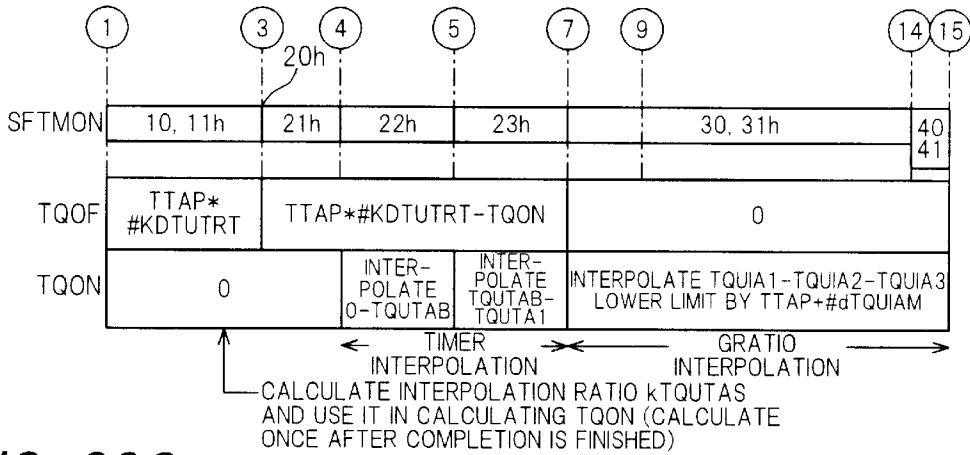 1 3 4 5 7 9 14 15
20h
SFTMON 10, 11h 21h 22h 23h 30, 31h 40
41
TQOF TTAP*
#KDTUTRT TTAP*#KDTUTRT-TQON 0
TQON 0 INTER-
POLATE
0-TQUTAB INTER-
POLATE
TQUTAB-
TQUTA1 INTERPOLATE TQUIA1-TQUIA2-TQUIA3
LOWER LIMIT BY TTAP+#dTQUIAM
TIMER
INTERPOLATION GRATIO
INTERPOLATION
CALCULATE INTERPOLATION RATIO kTQUTAS
AND USE IT IN CALCULATING TQON (CALCULATE
ONCE AFTER COMPLETION IS FINISHED)